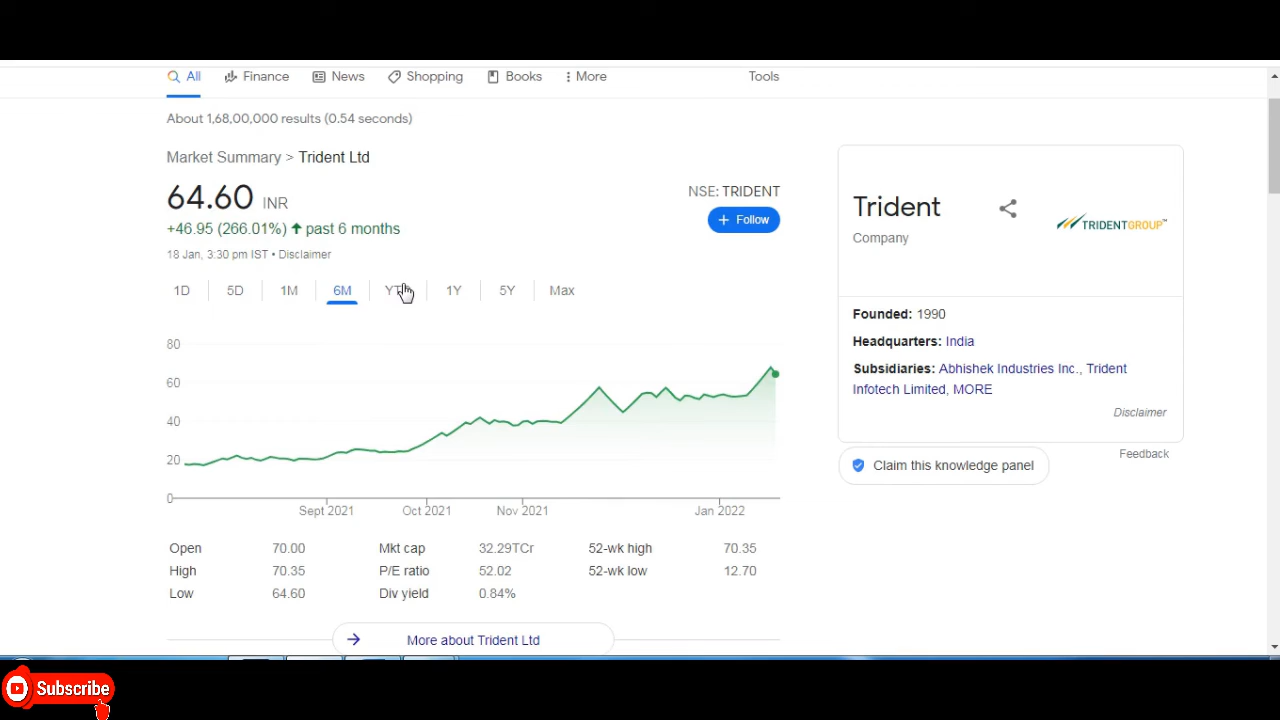 All Finance News Shopping Books More Tools
About 1,68,00,000 results (0.54 seconds)
Market Summary > Trident Ltd
64.60 INR
+46.95 (266.01%) ↑ past 6 months
18 Jan, 3:30 pm IST • Disclaimer
NSE: TRIDENT
+ Follow
1D 5D 1M 6M 1Y 5Y Max
80
60
40
20
0
Sept 2021 Oct 2021 Nov 2021 Jan 2022
Open 70.00 Mkt cap 32.29TCr 52-wk high 70.35
High 70.35 P/E ratio 52.02 52-wk low 12.70
Low 64.60 Div yield 0.84%
→ More about Trident Ltd
Trident
Company
TRIDENTGROUP™
Founded: 1990
Headquarters: India
Subsidiaries: Abhishek Industries Inc., Trident
Infotech Limited, MORE
Disclaimer
Feedback
Claim this knowledge panel
Subscribe